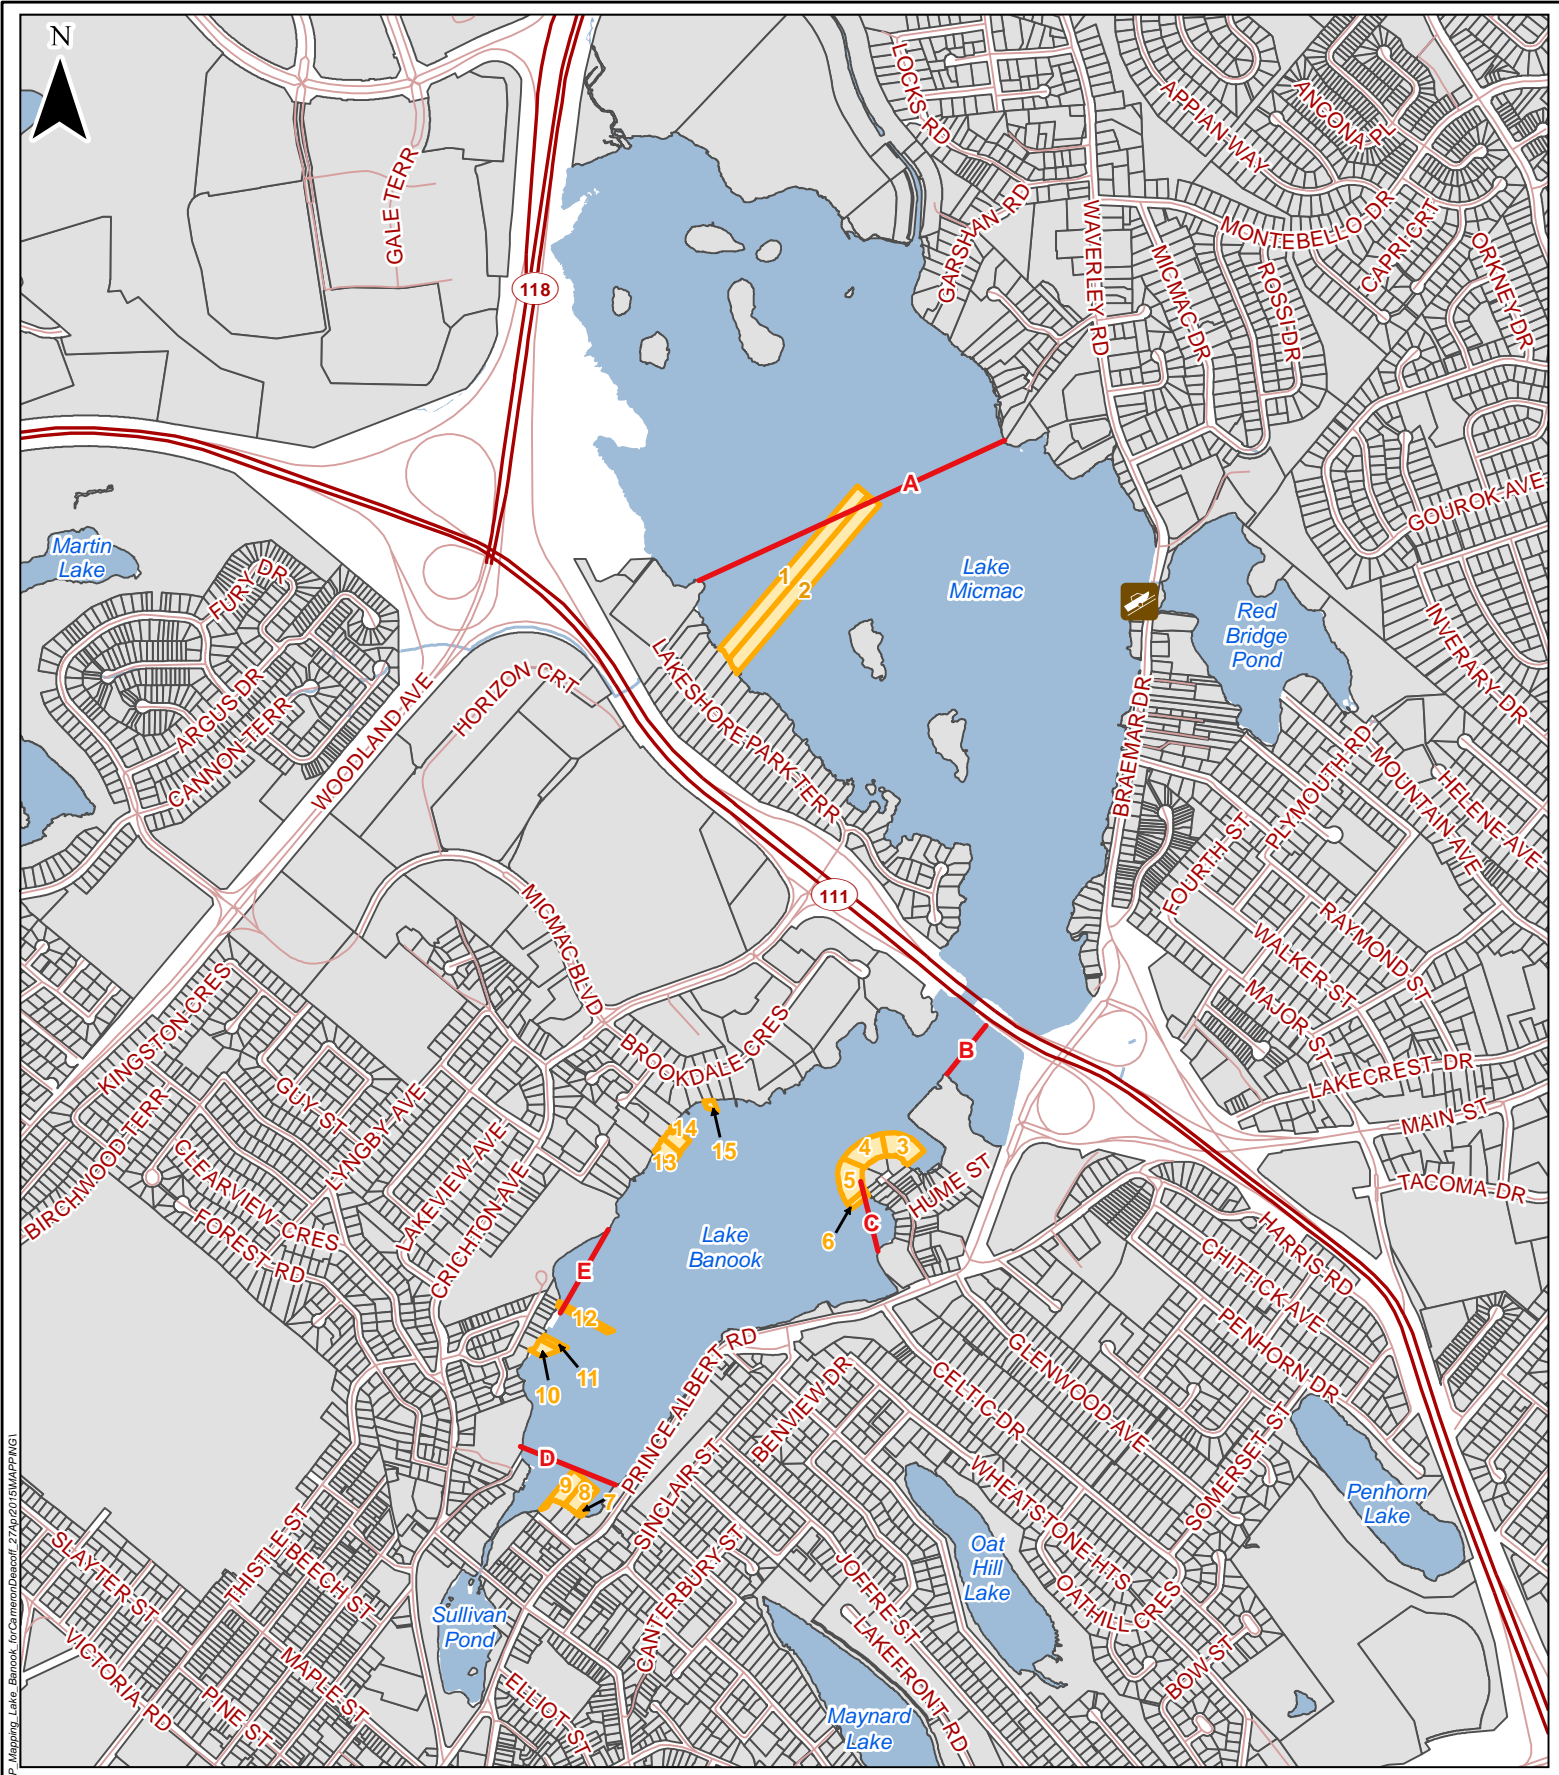 N
LOCKS RD
APPIAN WAY
ANCONA PL
GALE TERR
GARSHAN RD
WAVERLEY RD
MONTEBELLO DR
CAPRI CRT
ORKNEY DR
MICMAC DR
ROSSI DR
118
A
GOUROK AVE
Martin
Lake
FURY DR
1
2
Lake
Micmac
Red
Bridge
Pond
INVERARY DR
ARGUS DR
CANNON TERR
WOODLAND AVE
HORIZON CRT
LAKESHORE PARK TERR
BRAEMAR DR
PLYMOUTH RD
MOUNTAIN AVE
HELENE AVE
FOURTH ST
111
MICMAC BLVD
RAYMOND ST
WALKER ST
MAJOR ST
KINGSTON CRES
BROOKDALE CRES
B
LAKECREST DR
MAIN ST
GUY ST
LYNGBY AVE
BIRCHWOOD TERR
CLEARVIEW CRES
LAKEVIEW AVE
CRICHTON AVE
FOREST RD
14
13
15
4
3
5
6
C
HUME ST
TACOMA DR
HARRIS RD
Lake
Banook
E
12
11
10
CHITTICK AVE
PENHORN DR
PRINCE ALBERT RD
GLENWOOD AVE
CELTIC DR
BENVIEW DR
SINCLAIR ST
SOMERSET ST
D
9
8
7
WHEATSTONE HTS
Penhorn
Lake
Oat
Hill
Lake
OATHILL CRES
THISTLE ST
BEECH ST
SLAYTER ST
VICTORIA RD
CANTERBURY ST
JOFFRE ST
LAKEFRONT RD
BOW ST
Sullivan
Pond
MAPLE ST
PINE ST
ELLIOT ST
Maynard
Lake
P_Mapping_Lake_Banook_forCameronDeacoff_27Apr2015\MAPPING\